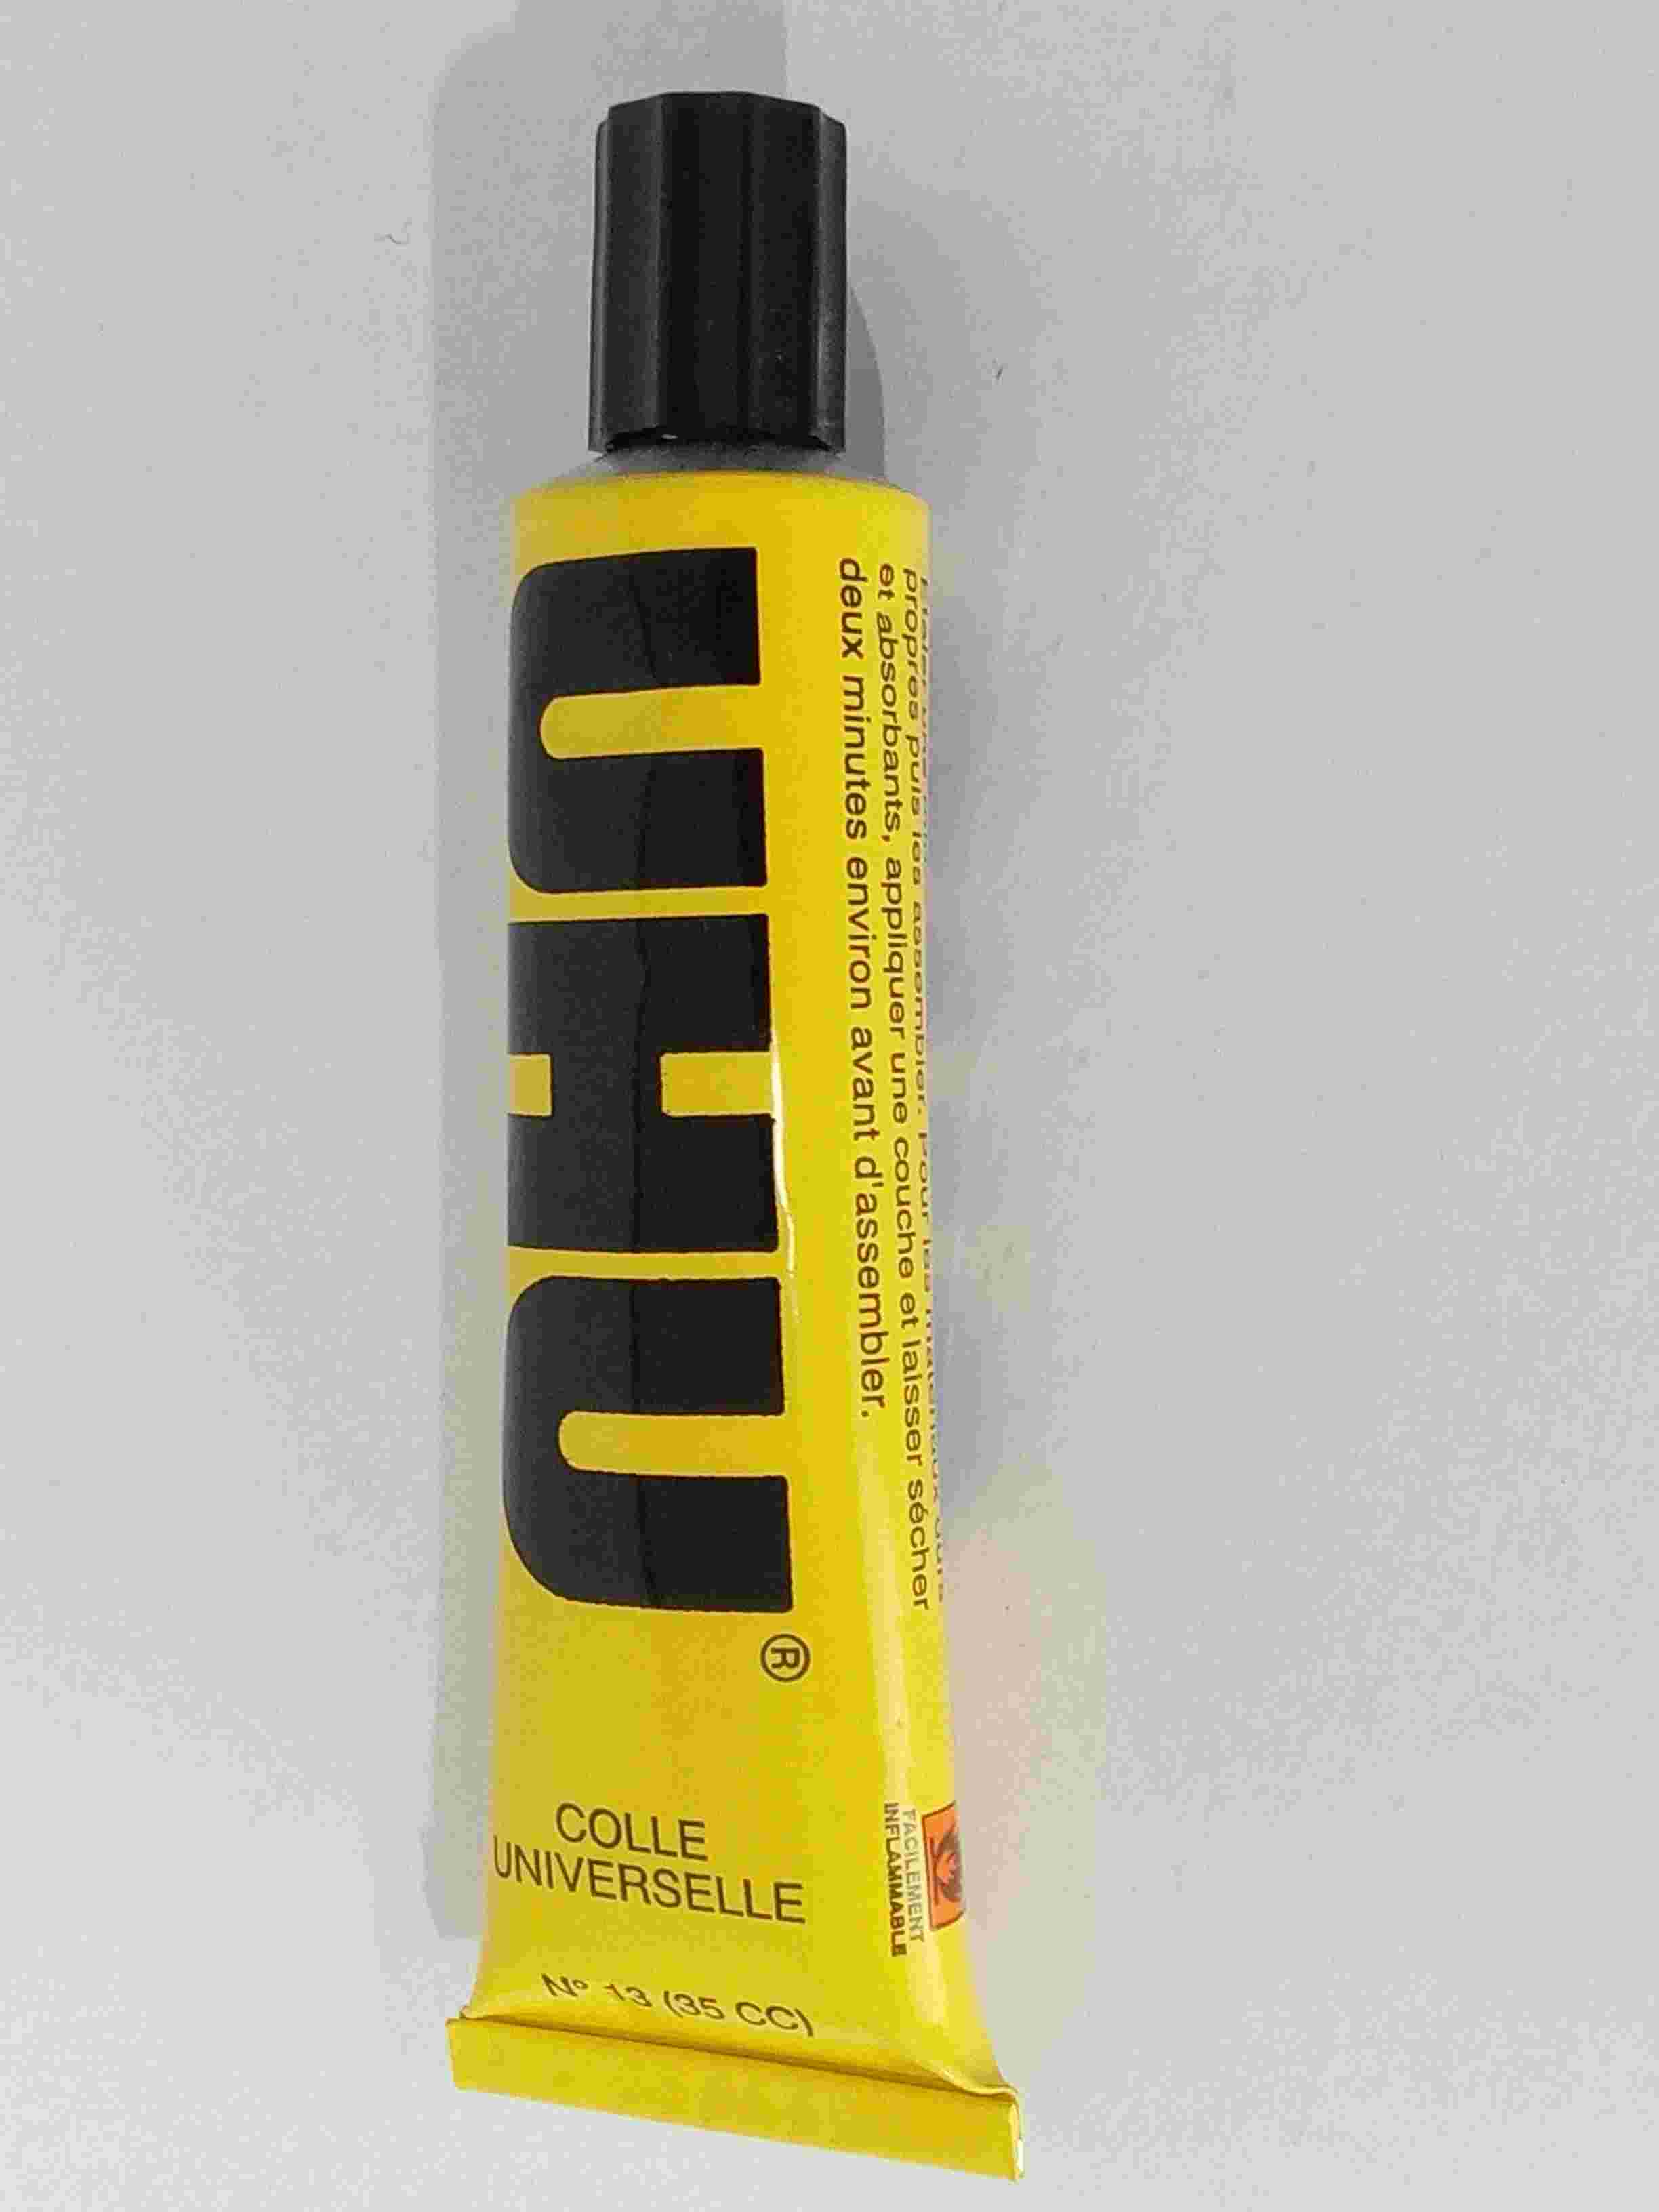 UHU®
COLLE
UNIVERSELLE
N° 13 (35 CC)
propres puis les assembler. Pour les matériaux durs
et absorbants, appliquer une couche et laisser sécher
deux minutes environ avant d'assembler.
FACILEMENT
INFLAMMABLE